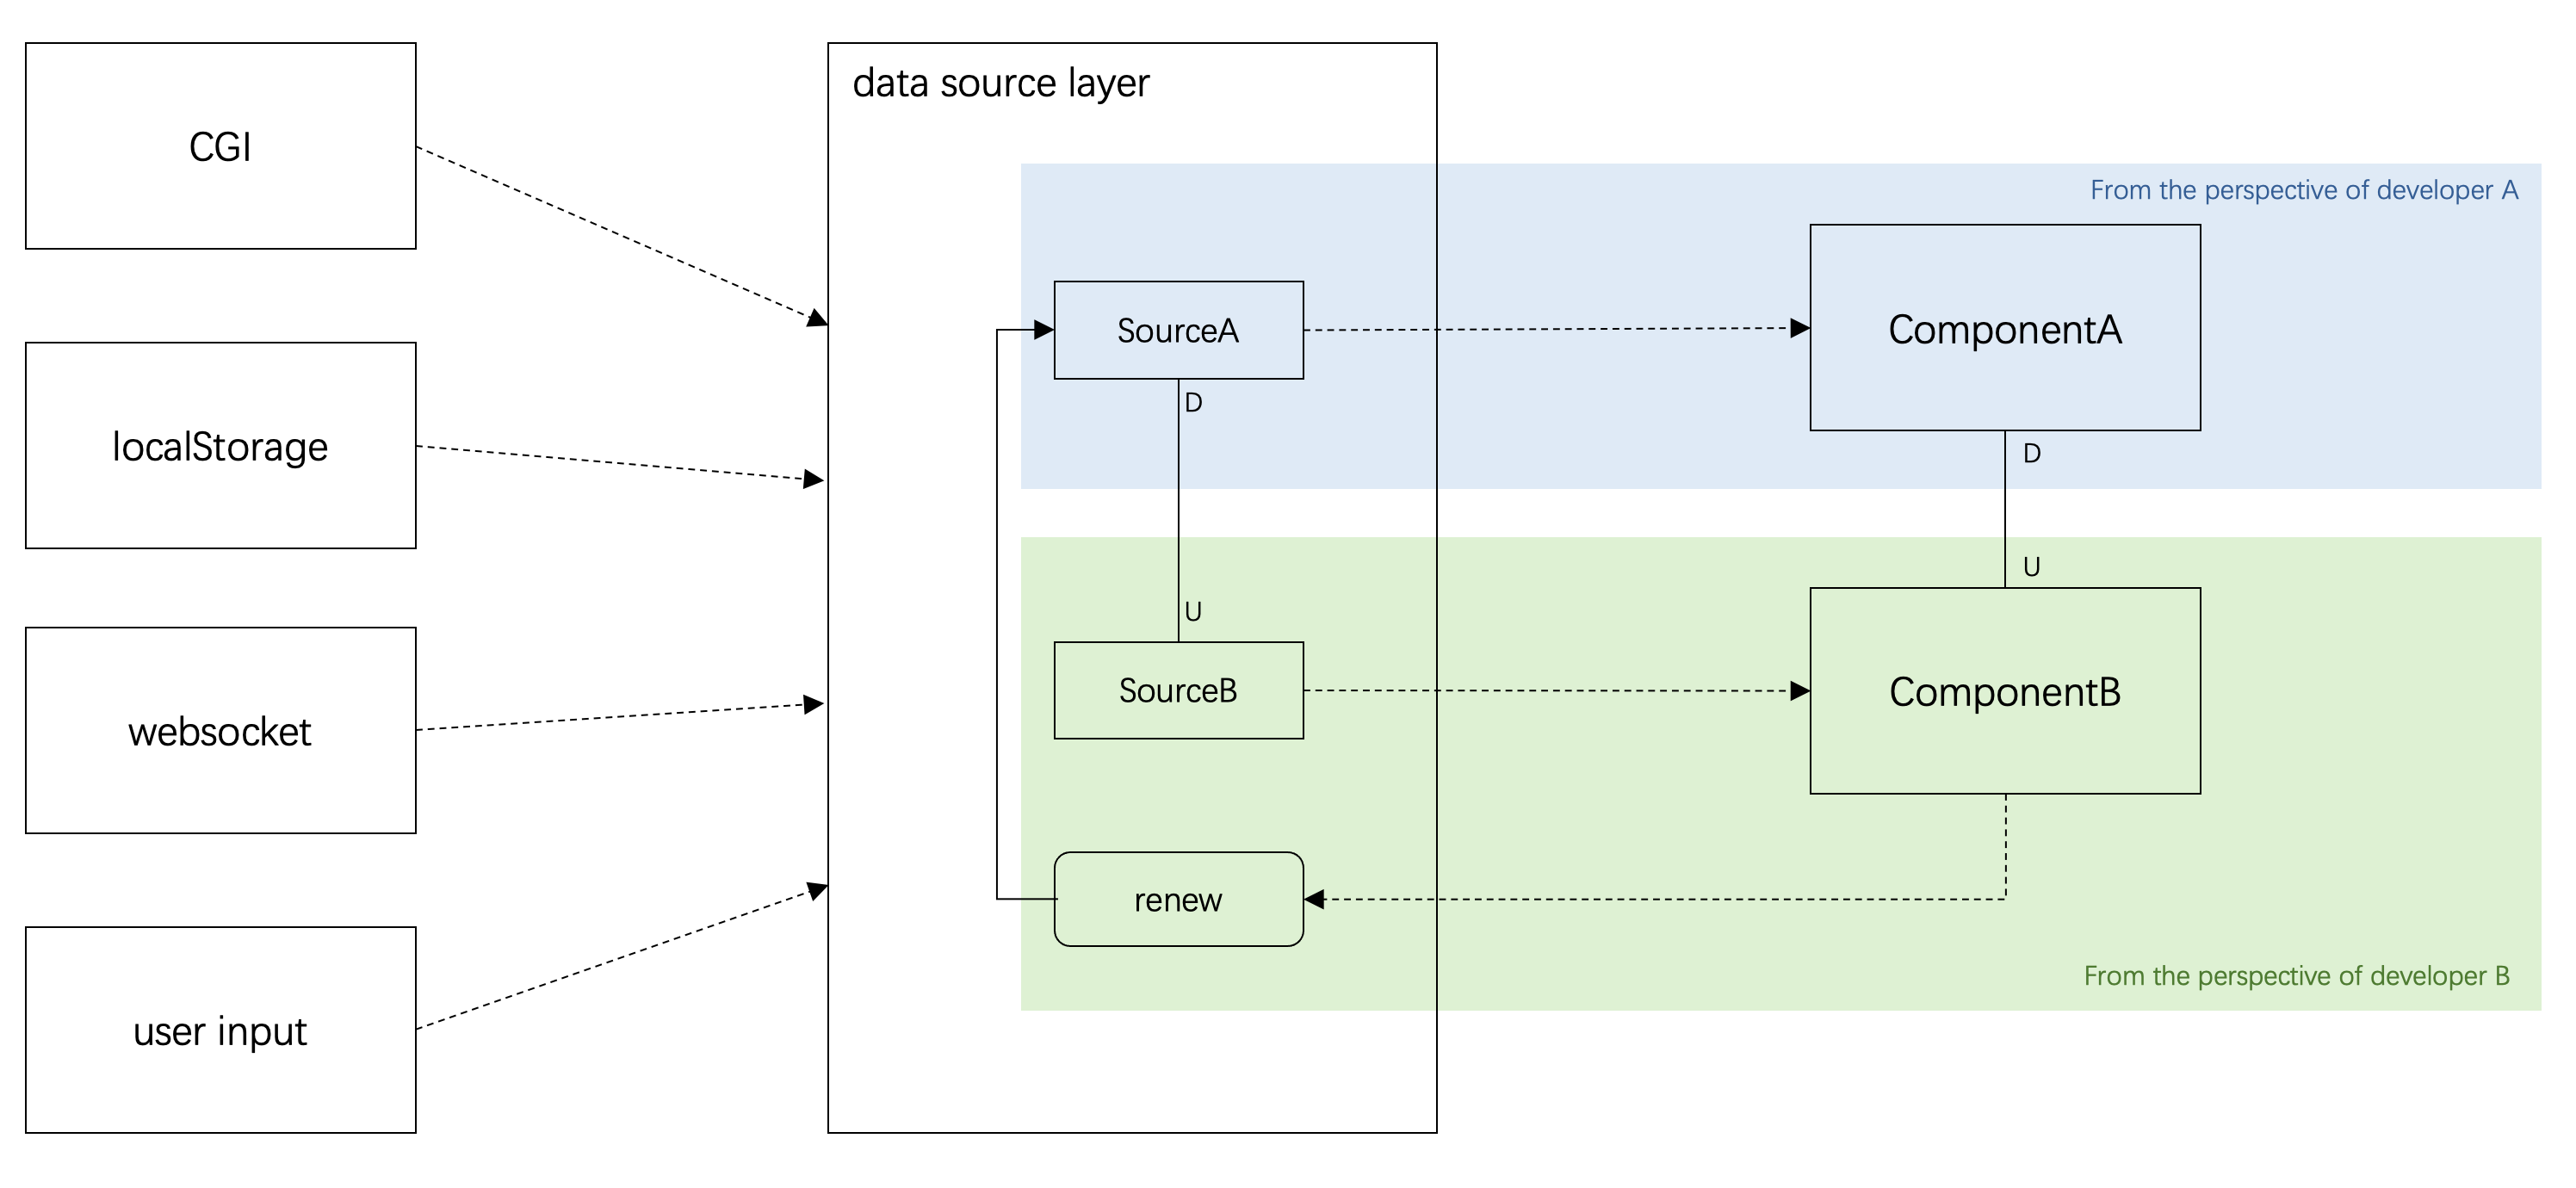 CGI
localStorage
websocket
user input
data source layer
From the perspective of developer A
SourceA
ComponentA
D
D
U
U
SourceB
ComponentB
renew
From the perspective of developer B